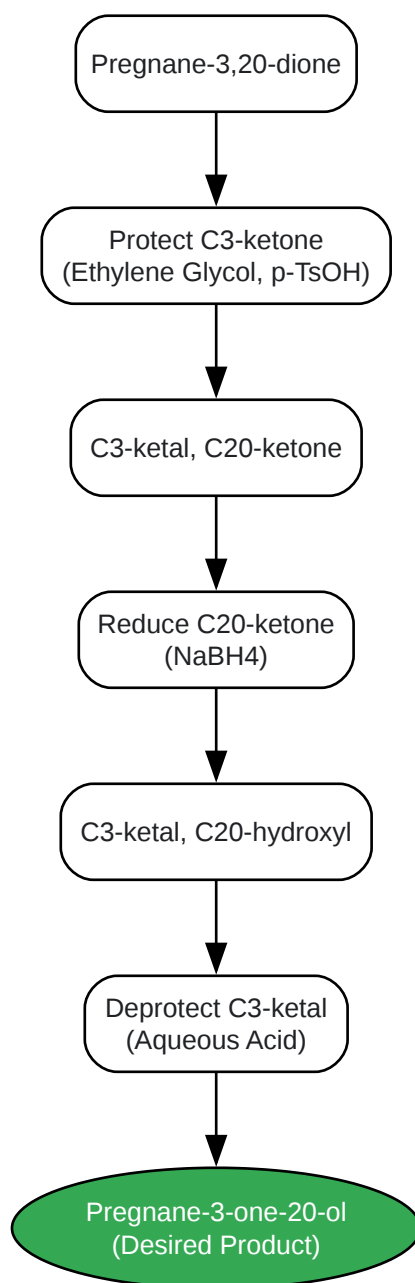 Pregnane-3,20-dione
Protect C3-ketone
(Ethylene Glycol, p-TsOH)
C3-ketal, C20-ketone
Reduce C20-ketone
(NaBH4)
C3-ketal, C20-hydroxyl
Deprotect C3-ketal
(Aqueous Acid)
Pregnane-3-one-20-ol
(Desired Product)